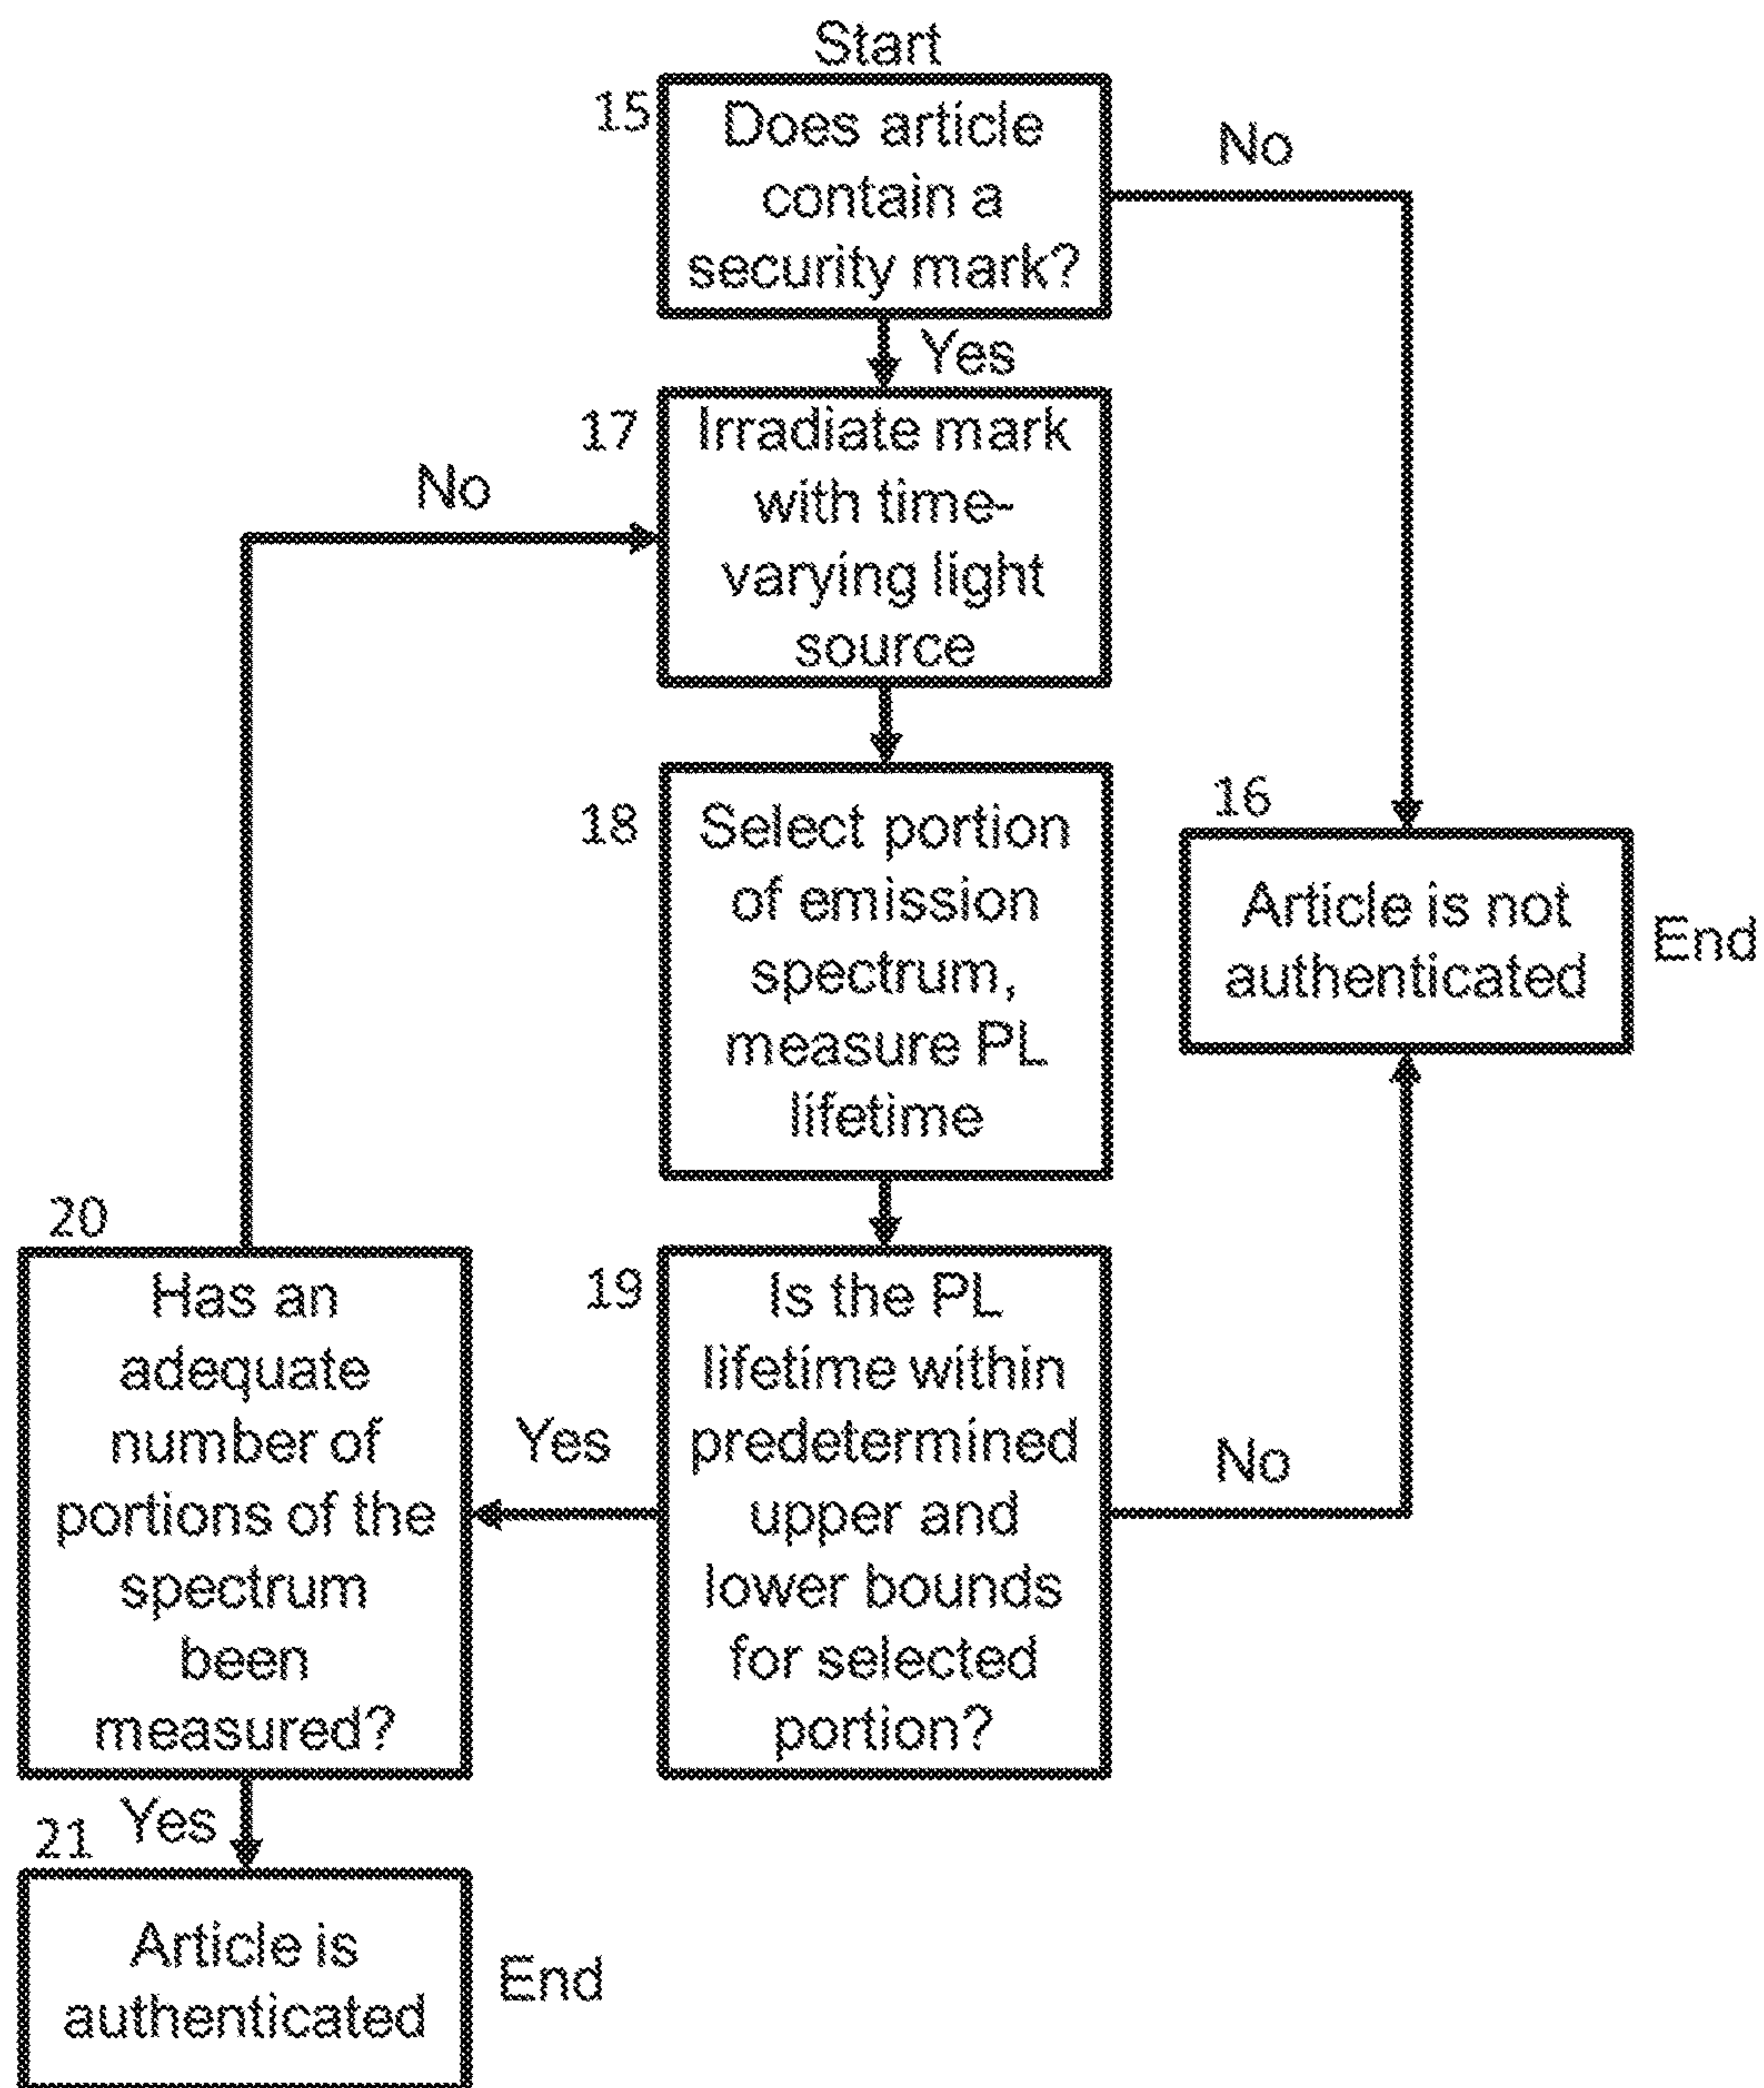 Start
15
Does article
contain a
security mark?
No
Yes
17
Irradiate mark
with time-
varying light
source
No
18
Select portion
of emission
spectrum,
measure PL
lifetime
16
Article is not
authenticated
End
20
Has an
adequate
number of
portions of the
spectrum
been
measured?
Yes
19
Is the PL
lifetime within
predetermined
upper and
lower bounds
for selected
portion?
No
Yes
21
Article is
authenticated
End